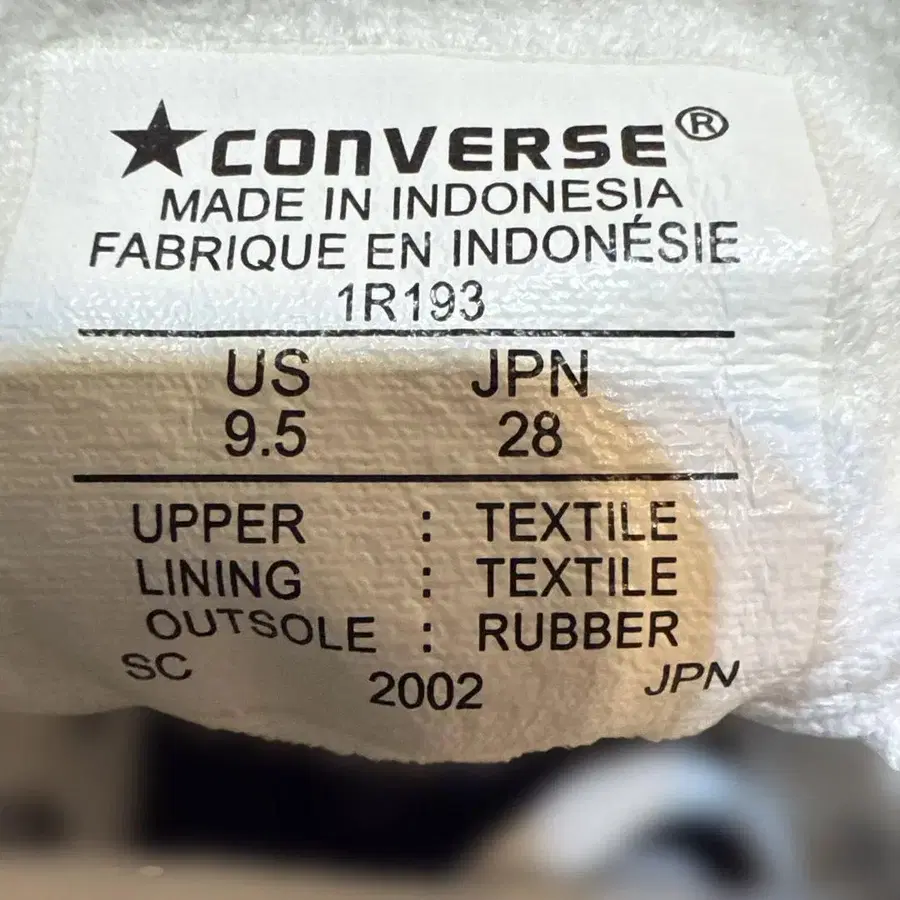 ★CONVERSE®
MADE IN INDONESIA
FABRIQUE EN INDONÉSIE
1R193
US JPN
9.5 28
UPPER : TEXTILE
LINING : TEXTILE
OUTSOLE : RUBBER
SC 2002 JPN